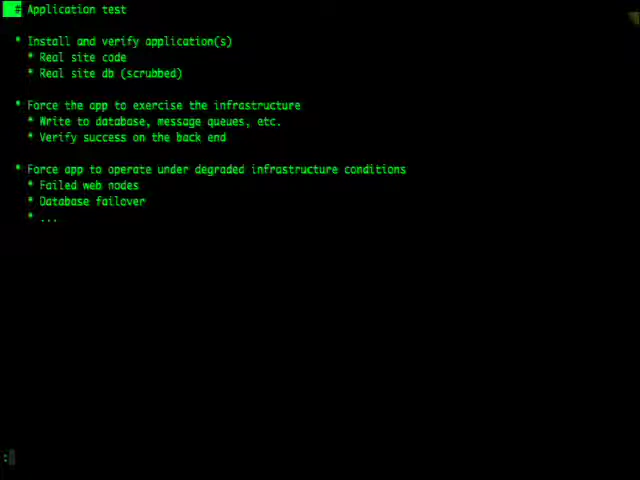 # Application test
* Install and verify application(s)
* Real site code
* Real site db (scrubbed)
* Force the app to exercise the infrastructure
* Write to database, message queues, etc.
* Verify success on the back end
* Force app to operate under degraded infrastructure conditions
* Failed web nodes
* Database failover
* ...
: